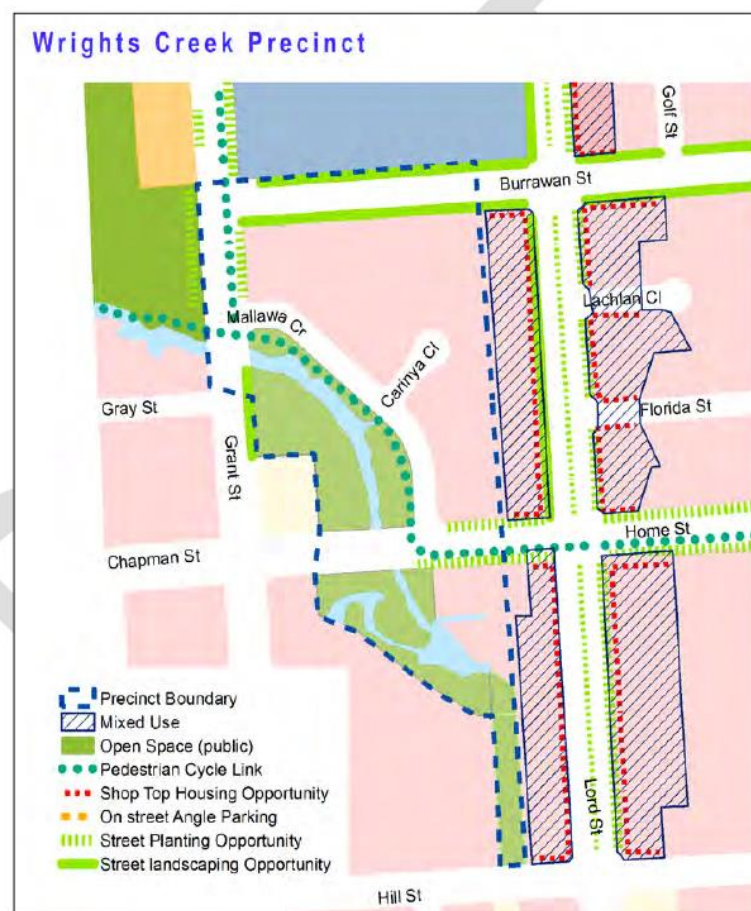 Wrights Creek Precinct
Golf St
Burrawan St
Lachlan Cl
Mallawa Cr
Carinya Cl
Gray St
Florida St
Grant St
Home St
Chapman St
Precinct Boundary
Mixed Use
Open Space (public)
Pedestrian Cycle Link
Shop Top Housing Opportunity
On street Angle Parking
Street Planting Opportunity
Street landscaping Opportunity
Lord St
Hill St